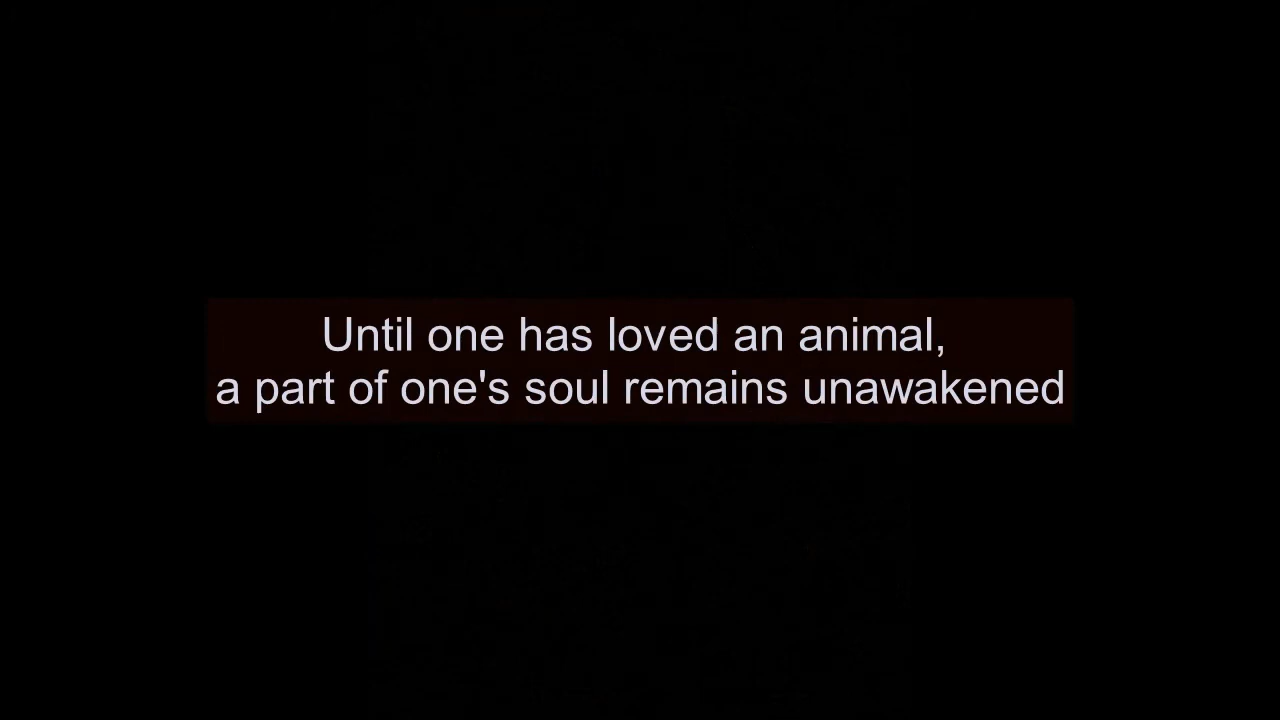 Until one has loved an animal,
a part of one's soul remains unawakened